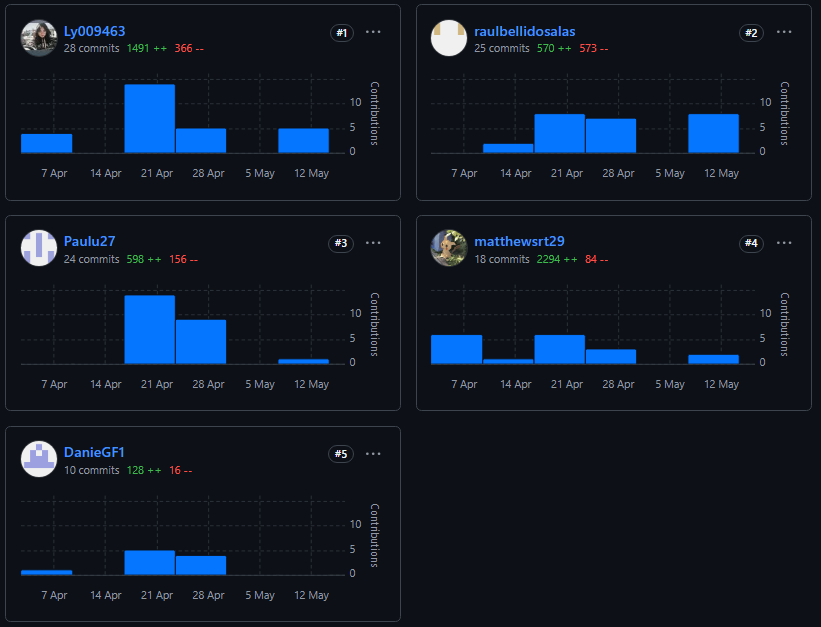 Ly009463 #1 ...
28 commits 1491 ++ 366 --
10
5
0
Contributions
7 Apr 14 Apr 21 Apr 28 Apr 5 May 12 May
raulbellidosalas #2 ...
25 commits 570 ++ 573 --
10
5
0
Contributions
7 Apr 14 Apr 21 Apr 28 Apr 5 May 12 May
Paulu27 #3 ...
24 commits 598 ++ 156 --
10
5
0
Contributions
7 Apr 14 Apr 21 Apr 28 Apr 5 May 12 May
matthewsrt29 #4 ...
18 commits 2294 ++ 84 --
10
5
0
Contributions
7 Apr 14 Apr 21 Apr 28 Apr 5 May 12 May
DanieGF1 #5 ...
10 commits 128 ++ 16 --
10
5
0
Contributions
7 Apr 14 Apr 21 Apr 28 Apr 5 May 12 May